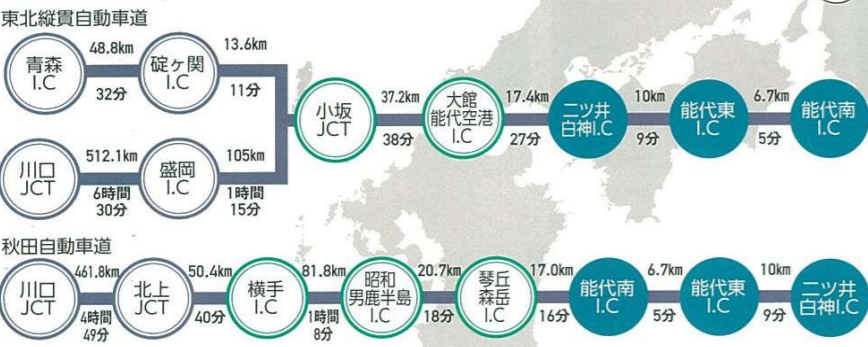 東北縦貫自動車道
青森
I.C
48.8km
32分
碇ヶ関
I.C
13.6km
11分
川口
JCT
512.1km
6時間
30分
盛岡
I.C
105km
1時間
15分
小坂
JCT
37.2km
38分
大館
能代空港
I.C
17.4km
27分
二ツ井
白神I.C
10km
9分
能代東
I.C
6.7km
5分
能代南
I.C
秋田自動車道
川口
JCT
461.8km
4時間
49分
北上
JCT
50.4km
40分
横手
I.C
81.8km
1時間
8分
昭和
男鹿半島
I.C
20.7km
18分
琴丘
森岳
I.C
17.0km
16分
能代南
I.C
6.7km
5分
能代東
I.C
10km
9分
二ツ井
白神I.C